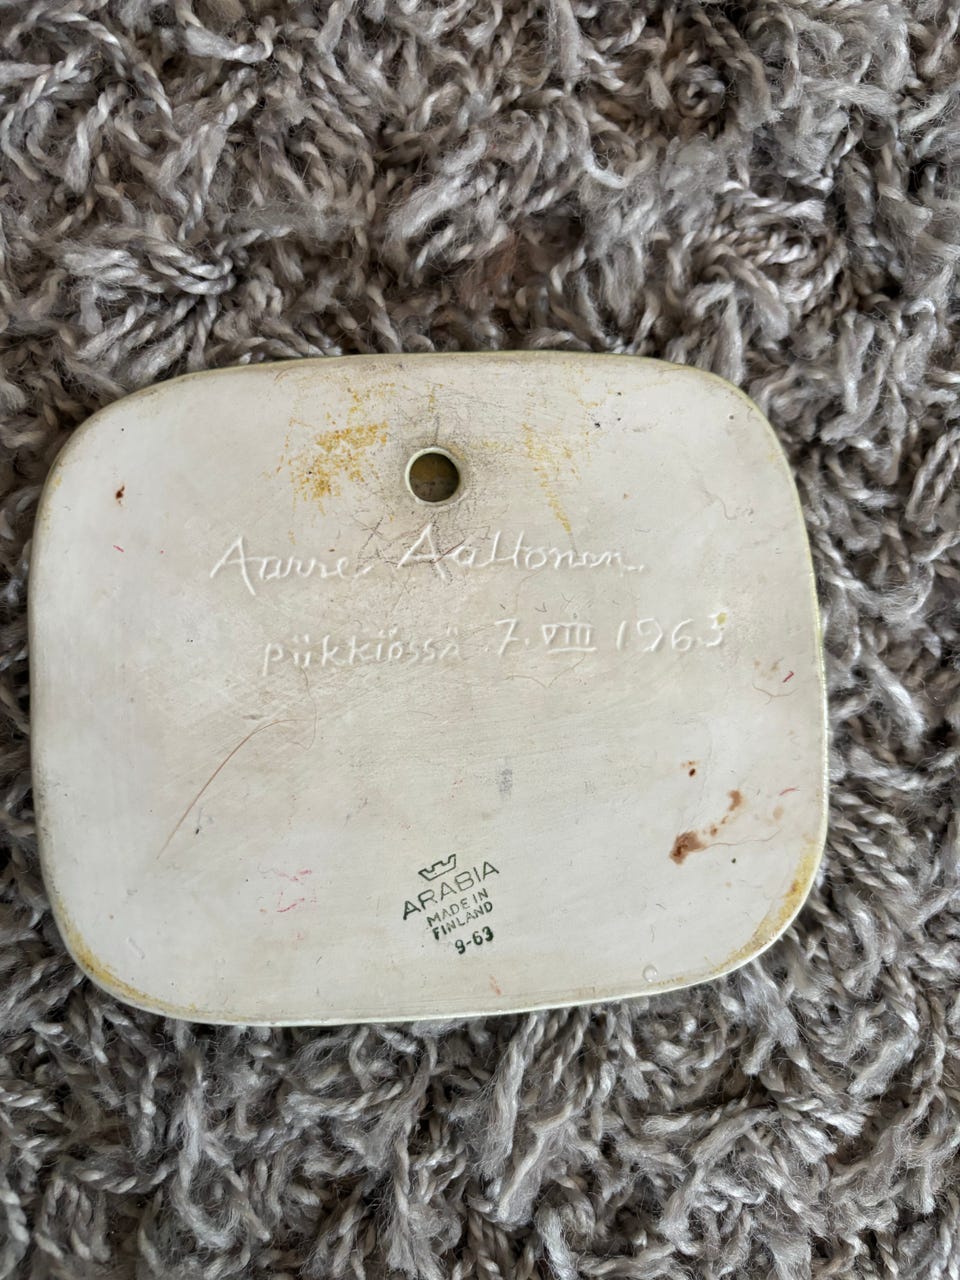 Aarre Aaltonen
Piikkiössä 7.VIII 1963
ARABIA
MADE IN
FINLAND
9-63